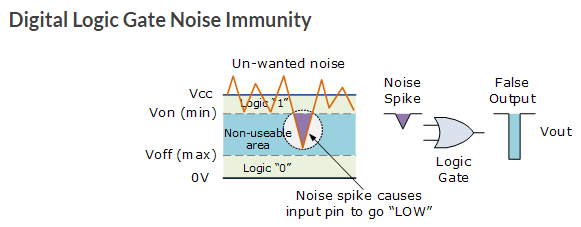 Digital Logic Gate Noise Immunity
Un-wanted noise
Vcc
Logic "1"
Von (min)
Non-useable
area
Voff (max)
Logic "0"
0V
Noise spike causes
input pin to go “LOW”
Noise
Spike
False
Output
Vout
Logic
Gate